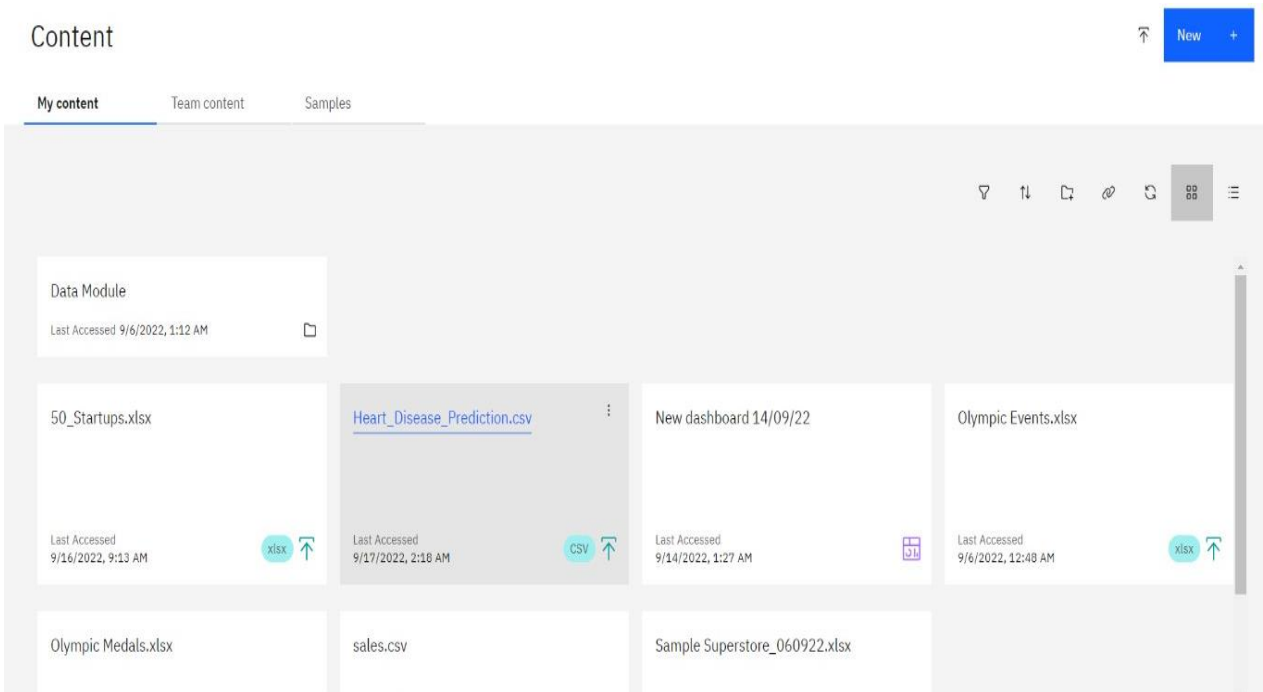 Content
New +
My content
Team content
Samples
Data Module
Last Accessed 9/6/2022, 1:12 AM
50_Startups.xlsx
Last Accessed
9/16/2022, 9:13 AM
xlsx
Heart_Disease_Prediction.csv
Last Accessed
9/17/2022, 2:18 AM
CSV
New dashboard 14/09/22
Last Accessed
9/14/2022, 1:27 AM
Olympic Events.xlsx
Last Accessed
9/6/2022, 12:48 AM
xlsx
Olympic Medals.xlsx
sales.csv
Sample Superstore_060922.xlsx